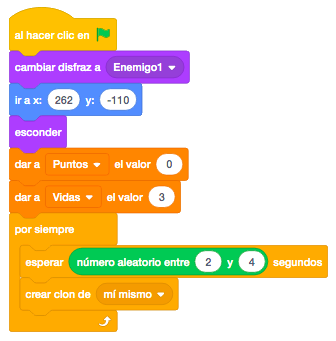 al hacer clic en
cambiar disfraz a Enemigo1
ir a x: 262 y: -110
esconder
dar a Puntos el valor 0
dar a Vidas el valor 3
por siempre
esperar número aleatorio entre 2 y 4 segundos
crear clon de mí mismo